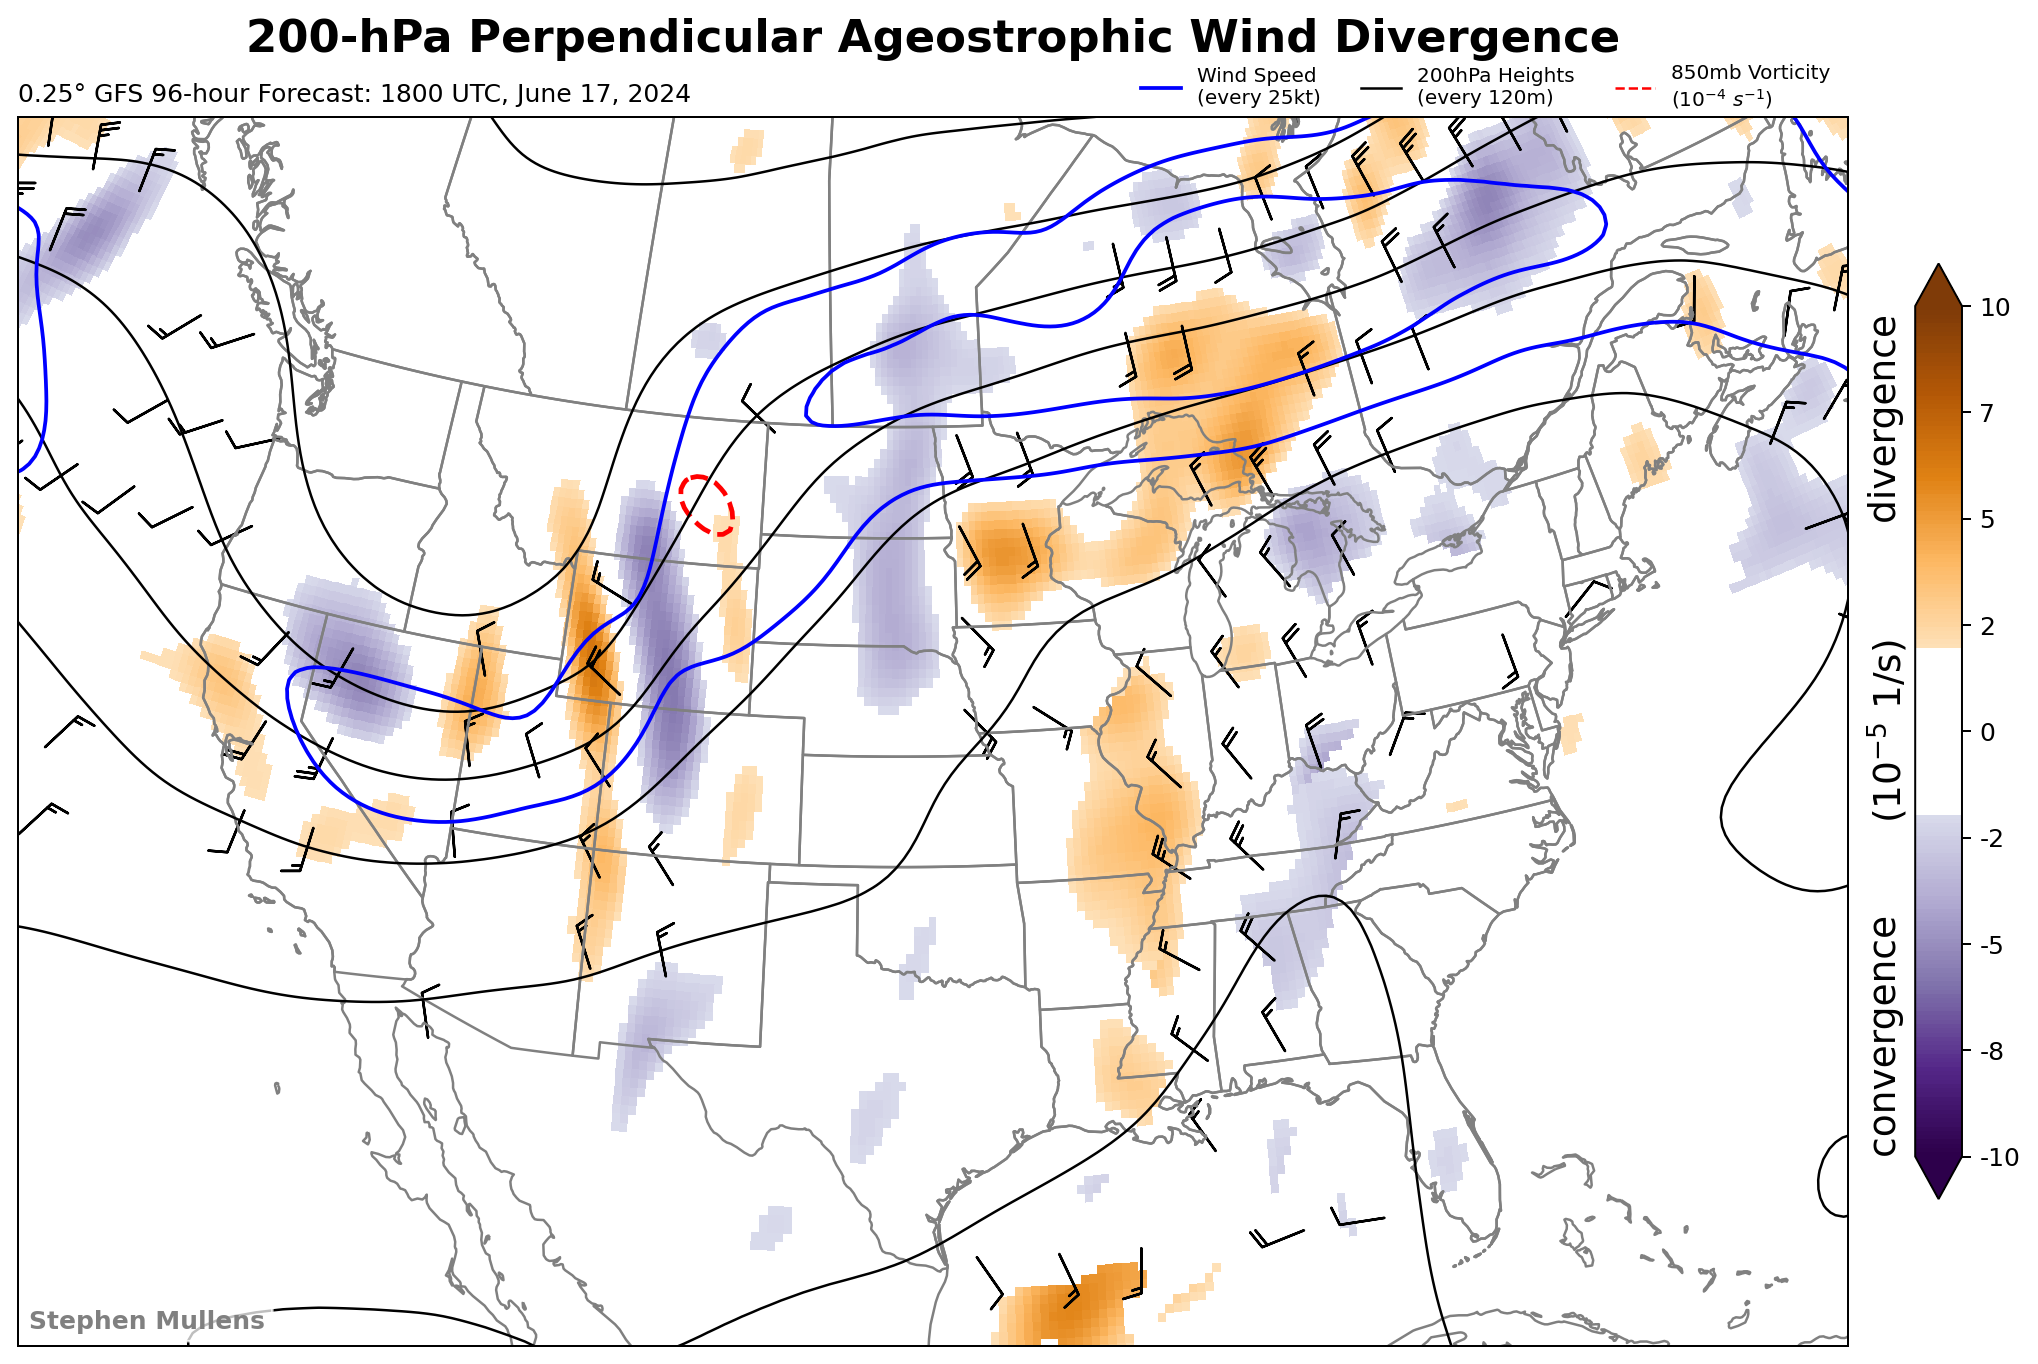 200-hPa Perpendicular Ageostrophic Wind Divergence
0.25° GFS 96-hour Forecast: 1800 UTC, June 17, 2024
Wind Speed
(every 25kt)
200hPa Heights
(every 120m)
850mb Vorticity
(10⁻⁴ s⁻¹)
10
7
5
2
0
-2
-5
-8
-10
convergence (10⁻⁵ 1/s) divergence
Stephen Mullens